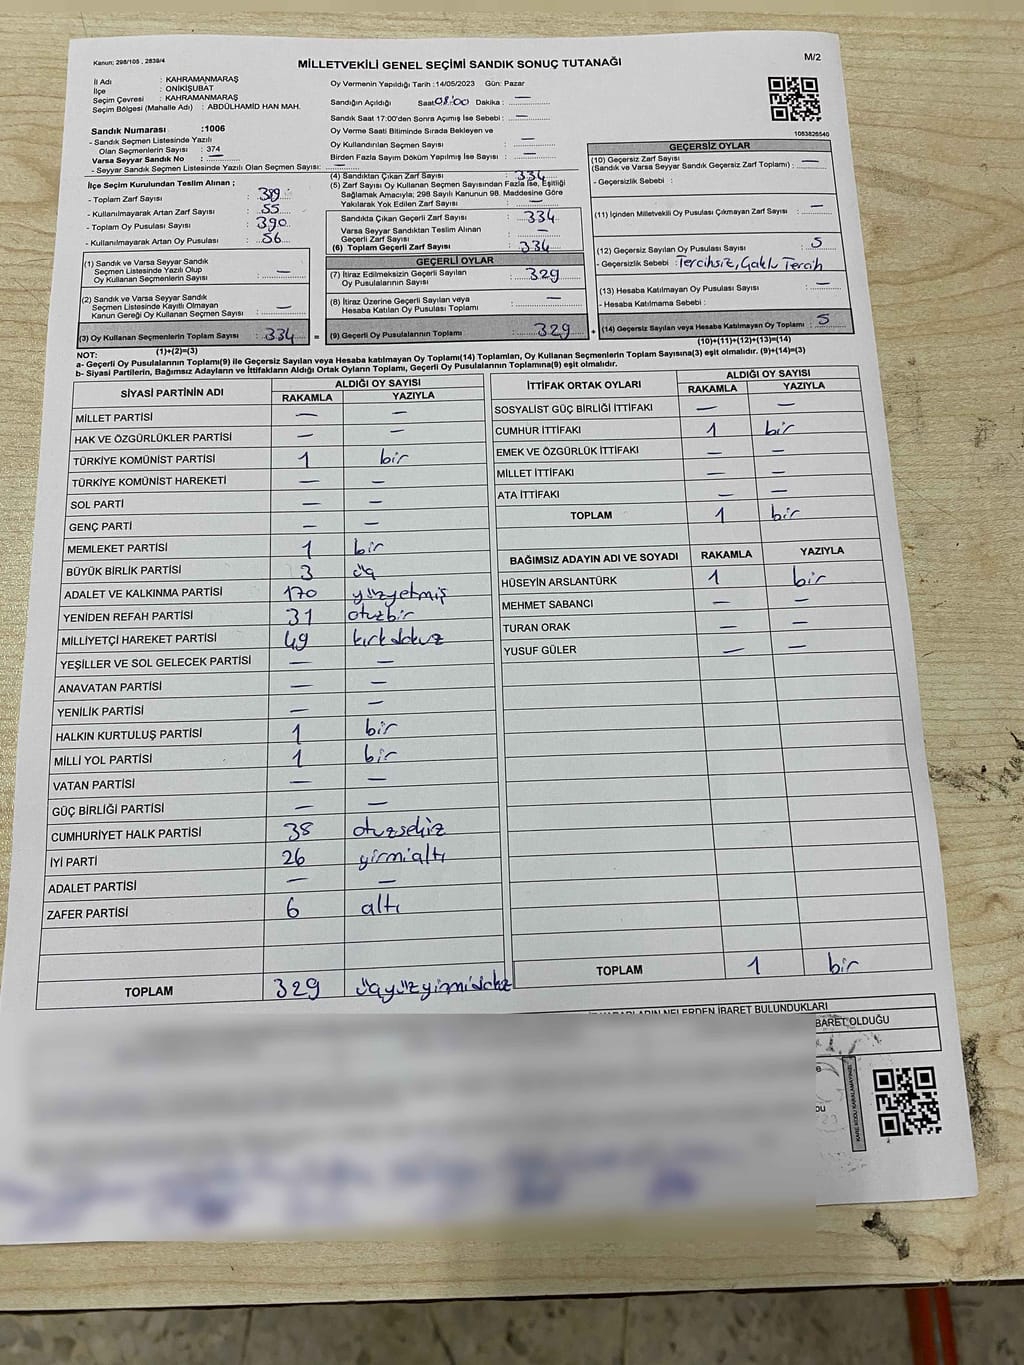 Kanun; 298/105 , 2839/4
MİLLETVEKİLİ GENEL SEÇİMİ SANDIK SONUÇ TUTANAĞI
M/2
İl Adı : KAHRAMANMARAŞ
İlçe : ONİKİŞUBAT
Seçim Çevresi : KAHRAMANMARAŞ
Seçim Bölgesi (Mahalle Adı) : ABDÜLHAMİD HAN MAH.
Sandık Numarası :1006
- Sandık Seçmen Listesinde Yazılı
Olan Seçmenlerin Sayısı : 374
Varsa Seyyar Sandık No : —
- Seyyar Sandık Seçmen Listesinde Yazılı Olan Seçmen Sayısı: —
İlçe Seçim Kurulundan Teslim Alınan ;
- Toplam Zarf Sayısı : 389
- Kullanılmayarak Artan Zarf Sayısı : 55
- Toplam Oy Pusulası Sayısı : 390
- Kullanılmayarak Artan Oy Pusulası : 56
(1) Sandık ve Varsa Seyyar Sandık
Seçmen Listesinde Yazılı Olup
Oy Kullanan Seçmenlerin Sayısı : —
(2) Sandık ve Varsa Seyyar Sandık
Seçmen Listesinde Kayıtlı Olmayan
Kanun Gereği Oy Kullanan Seçmen Sayısı : —
(3) Oy Kullanan Seçmenlerin Toplam Sayısı : 334 =
(1)+(2)=(3)
Oy Vermenin Yapıldığı Tarih : 14/05/2023 Gün: Pazar
Sandığın Açıldığı Saat 08:00 Dakika : —
Sandık Saat 17:00'den Sonra Açılmış İse Sebebi : —
Oy Verme Saati Bitiminde Sırada Bekleyen ve
Oy Kullandırılan Seçmen Sayısı : —
Birden Fazla Sayım Döküm Yapılmış İse Sayısı : —
(4) Sandıktan Çıkan Zarf Sayısı : 334
(5) Zarf Sayısı Oy Kullanan Seçmen Sayısından Fazla İse, Eşitliği
Sağlamak Amacıyla; 298 Sayılı Kanunun 98. Maddesine Göre
Yakılarak Yok Edilen Zarf Sayısı : —
Sandıkta Çıkan Geçerli Zarf Sayısı : 334
Varsa Seyyar Sandıktan Teslim Alınan
Geçerli Zarf Sayısı : —
(6) Toplam Geçerli Zarf Sayısı : 334
GEÇERLİ OYLAR
(7) İtiraz Edilmeksizin Geçerli Sayılan
Oy Pusulalarının Sayısı : 329
(8) İtiraz Üzerine Geçerli Sayılan veya
Hesaba Katılan Oy Pusulası Toplamı : —
(9) Geçerli Oy Pusulalarının Toplamı : 329 +
1063826540
GEÇERSİZ OYLAR
(10) Geçersiz Zarf Sayısı
(Sandık ve Varsa Seyyar Sandık Geçersiz Zarf Toplamı) : —
- Geçersizlik Sebebi :
(11) İçinden Milletvekili Oy Pusulası Çıkmayan Zarf Sayısı : —
(12) Geçersiz Sayılan Oy Pusulası Sayısı : 5
- Geçersizlik Sebebi : Tercihsiz, Çoklu Tercih
(13) Hesaba Katılmayan Oy Pusulası Sayısı : —
- Hesaba Katılmama Sebebi :
(14) Geçersiz Sayılan veya Hesaba Katılmayan Oy Toplamı : 5
(10)+(11)+(12)+(13)=(14)
NOT:
a- Geçerli Oy Pusulalarının Toplamı(9) ile Geçersiz Sayılan veya Hesaba katılmayan Oy Toplamı(14) Toplamları, Oy Kullanan Seçmenlerin Toplam Sayısına(3) eşit olmalıdır. (9)+(14)=(3)
b- Siyasi Partilerin, Bağımsız Adayların ve İttifakların Aldığı Ortak Oyların Toplamı, Geçerli Oy Pusulalarının Toplamına(9) eşit olmalıdır.
SİYASİ PARTİNİN ADI ALDIĞI OY SAYISI
RAKAMLA YAZIYLA
MİLLET PARTİSİ — —
HAK VE ÖZGÜRLÜKLER PARTİSİ — —
TÜRKİYE KOMÜNİST PARTİSİ 1 bir
TÜRKİYE KOMÜNİST HAREKETİ — —
SOL PARTİ — —
GENÇ PARTİ — —
MEMLEKET PARTİSİ 1 bir
BÜYÜK BİRLİK PARTİSİ 3 üç
ADALET VE KALKINMA PARTİSİ 170 yüzyetmiş
YENİDEN REFAH PARTİSİ 31 otuzbir
MİLLİYETÇİ HAREKET PARTİSİ 49 kırkdokuz
YEŞİLLER VE SOL GELECEK PARTİSİ — —
ANAVATAN PARTİSİ — —
YENİLİK PARTİSİ — —
HALKIN KURTULUŞ PARTİSİ 1 bir
MİLLİ YOL PARTİSİ 1 bir
VATAN PARTİSİ — —
GÜÇ BİRLİĞİ PARTİSİ — —
CUMHURİYET HALK PARTİSİ 38 otuzsekiz
İYİ PARTİ 26 yirmialtı
ADALET PARTİSİ — —
ZAFER PARTİSİ 6 altı
TOPLAM 329 üçyüzyirmidokuz
İTTİFAK ORTAK OYLARI ALDIĞI OY SAYISI
RAKAMLA YAZIYLA
SOSYALİST GÜÇ BİRLİĞİ İTTİFAKI — —
CUMHUR İTTİFAKI 1 bir
EMEK VE ÖZGÜRLÜK İTTİFAKI — —
MİLLET İTTİFAKI — —
ATA İTTİFAKI — —
TOPLAM 1 bir
BAĞIMSIZ ADAYIN ADI VE SOYADI RAKAMLA YAZIYLA
HÜSEYİN ARSLANTÜRK 1 bir
MEHMET SABANCI — —
TURAN ORAK — —
YUSUF GÜLER — —
TOPLAM 1 bir
NELERDEN İBARET BULUNDUKLARI
BARET OLDUĞU
KARE KODU KARALAMAYINIZ!